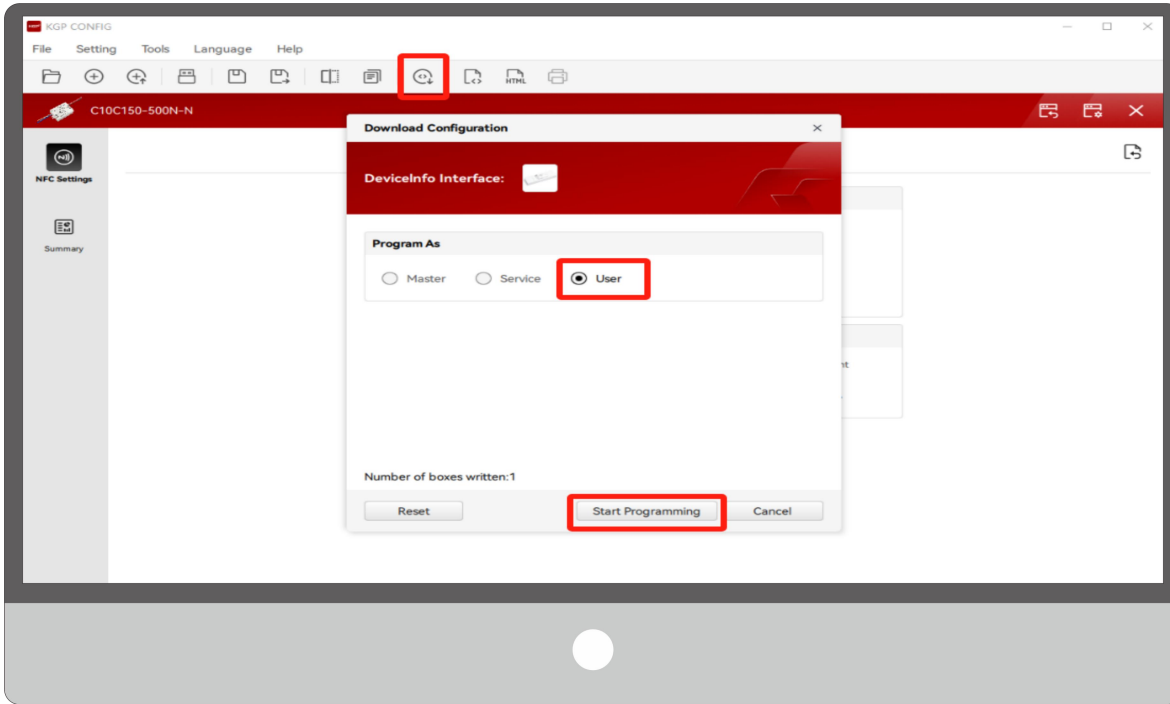 KGP CONFIG
File Setting Tools Language Help
HTML
C10C150-500N-N
Download Configuration
NFC Settings
DeviceInfo Interface:
Summary
Program As
Master Service User
nt
Number of boxes written:1
Reset Start Programming Cancel